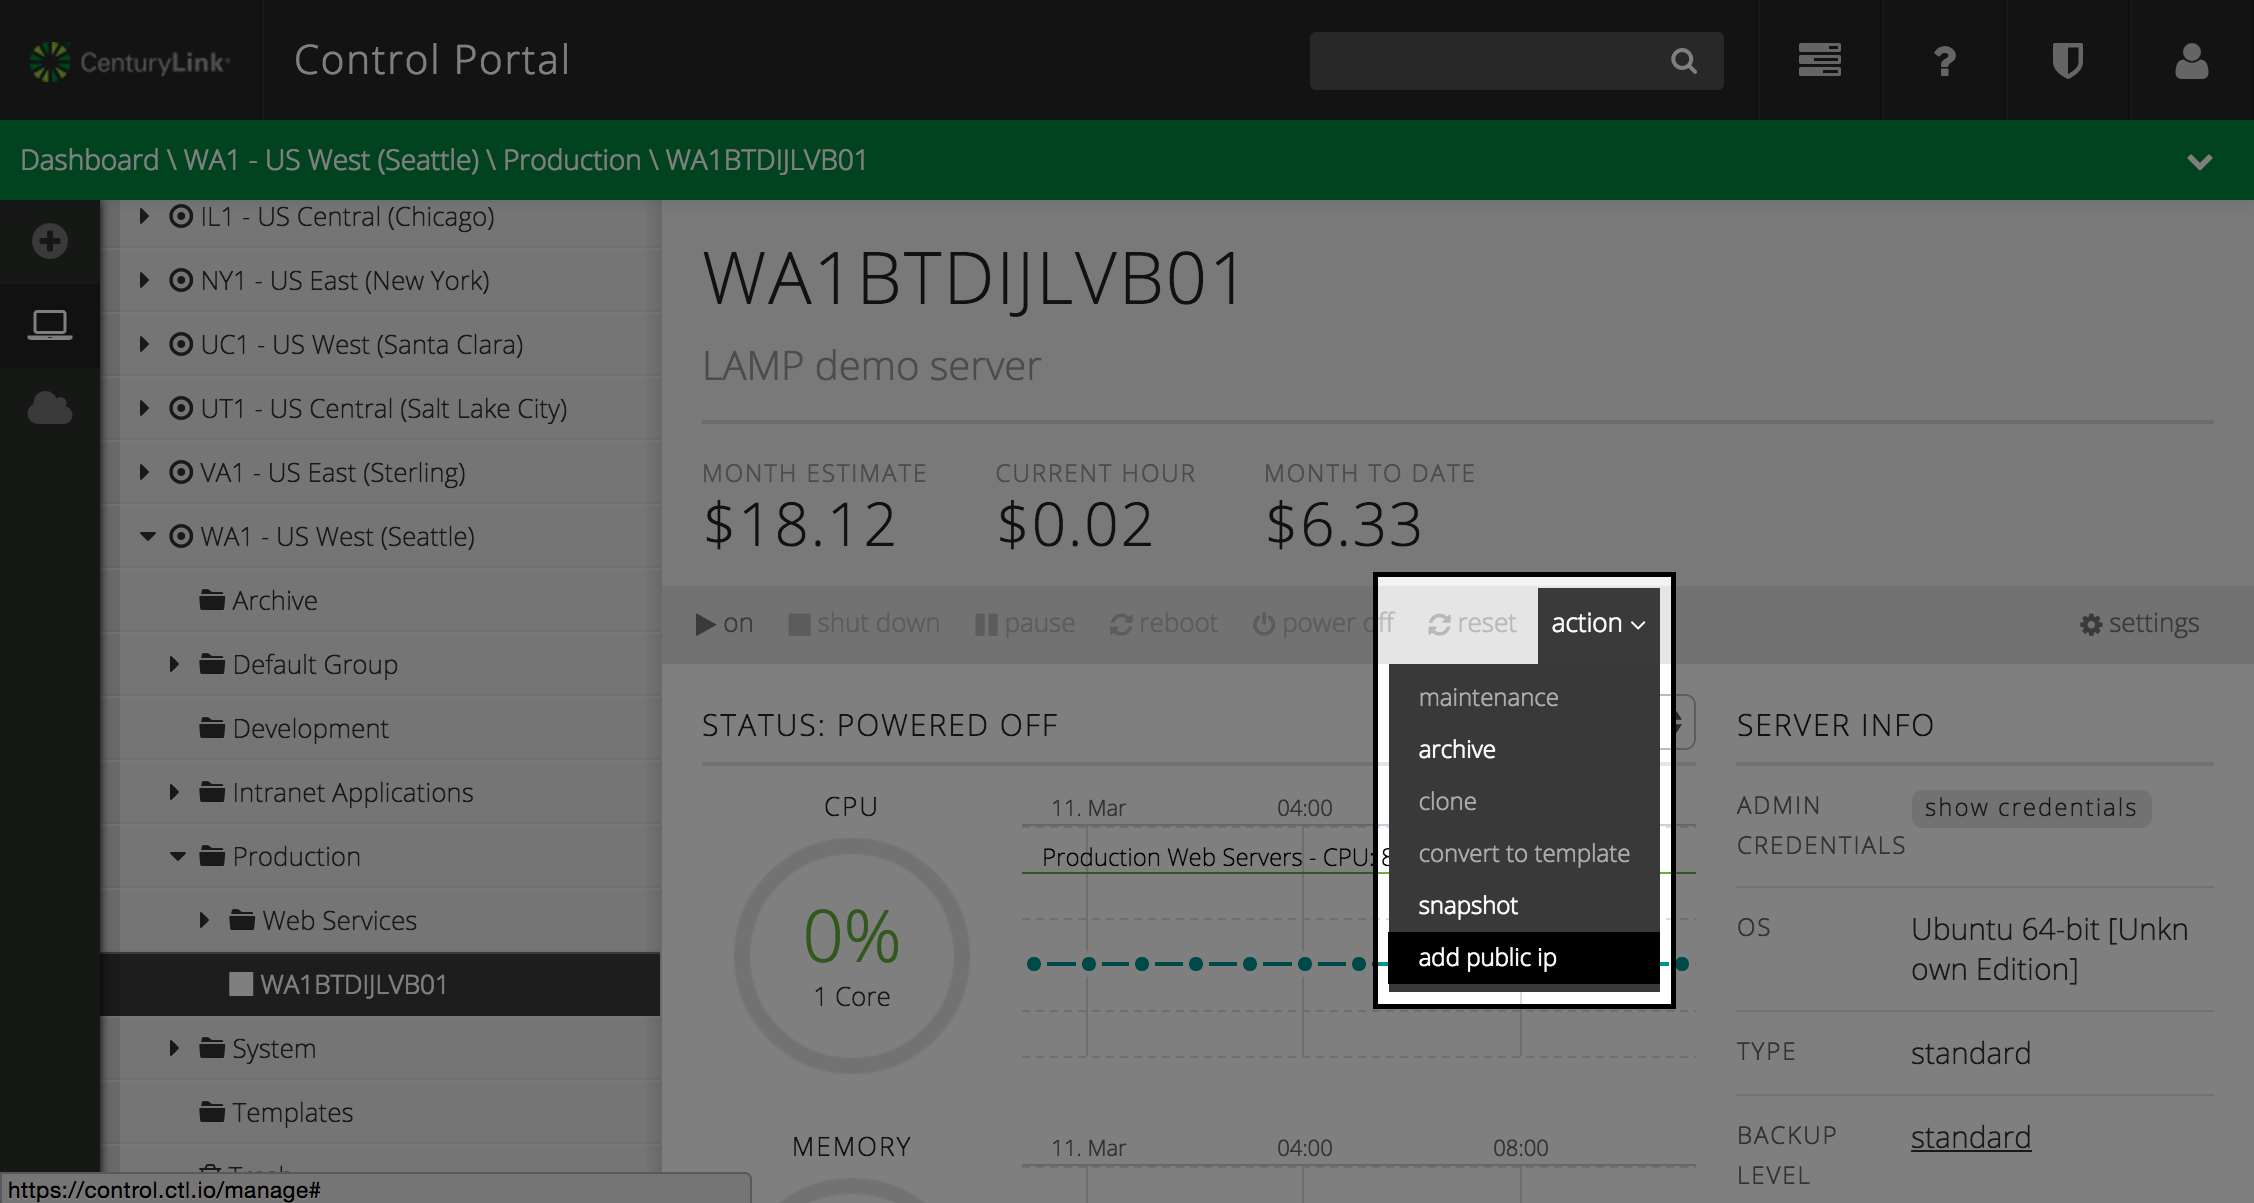 CenturyLink
Control Portal
?
Dashboard \ WA1 - US West (Seattle) \ Production \ WA1BTDIJLVB01
IL1 - US Central (Chicago)
NY1 - US East (New York)
UC1 - US West (Santa Clara)
UT1 - US Central (Salt Lake City)
VA1 - US East (Sterling)
WA1 - US West (Seattle)
Archive
Default Group
Development
Intranet Applications
Production
Web Services
WA1BTDIJLVB01
System
Templates
Trash
https://control.ctl.io/manage#
WA1BTDIJLVB01
LAMP demo server
MONTH ESTIMATE CURRENT HOUR MONTH TO DATE
$18.12 $0.02 $6.33
on shut down pause reboot power off reset action settings
maintenance
archive
clone
convert to template
snapshot
add public ip
STATUS: POWERED OFF
CPU
0%
1 Core
11. Mar 04:00
Production Web Servers - CPU: 8
MEMORY
11. Mar 04:00 08:00
SERVER INFO
ADMIN CREDENTIALS show credentials
OS Ubuntu 64-bit [Unkn
own Edition]
TYPE standard
BACKUP LEVEL standard